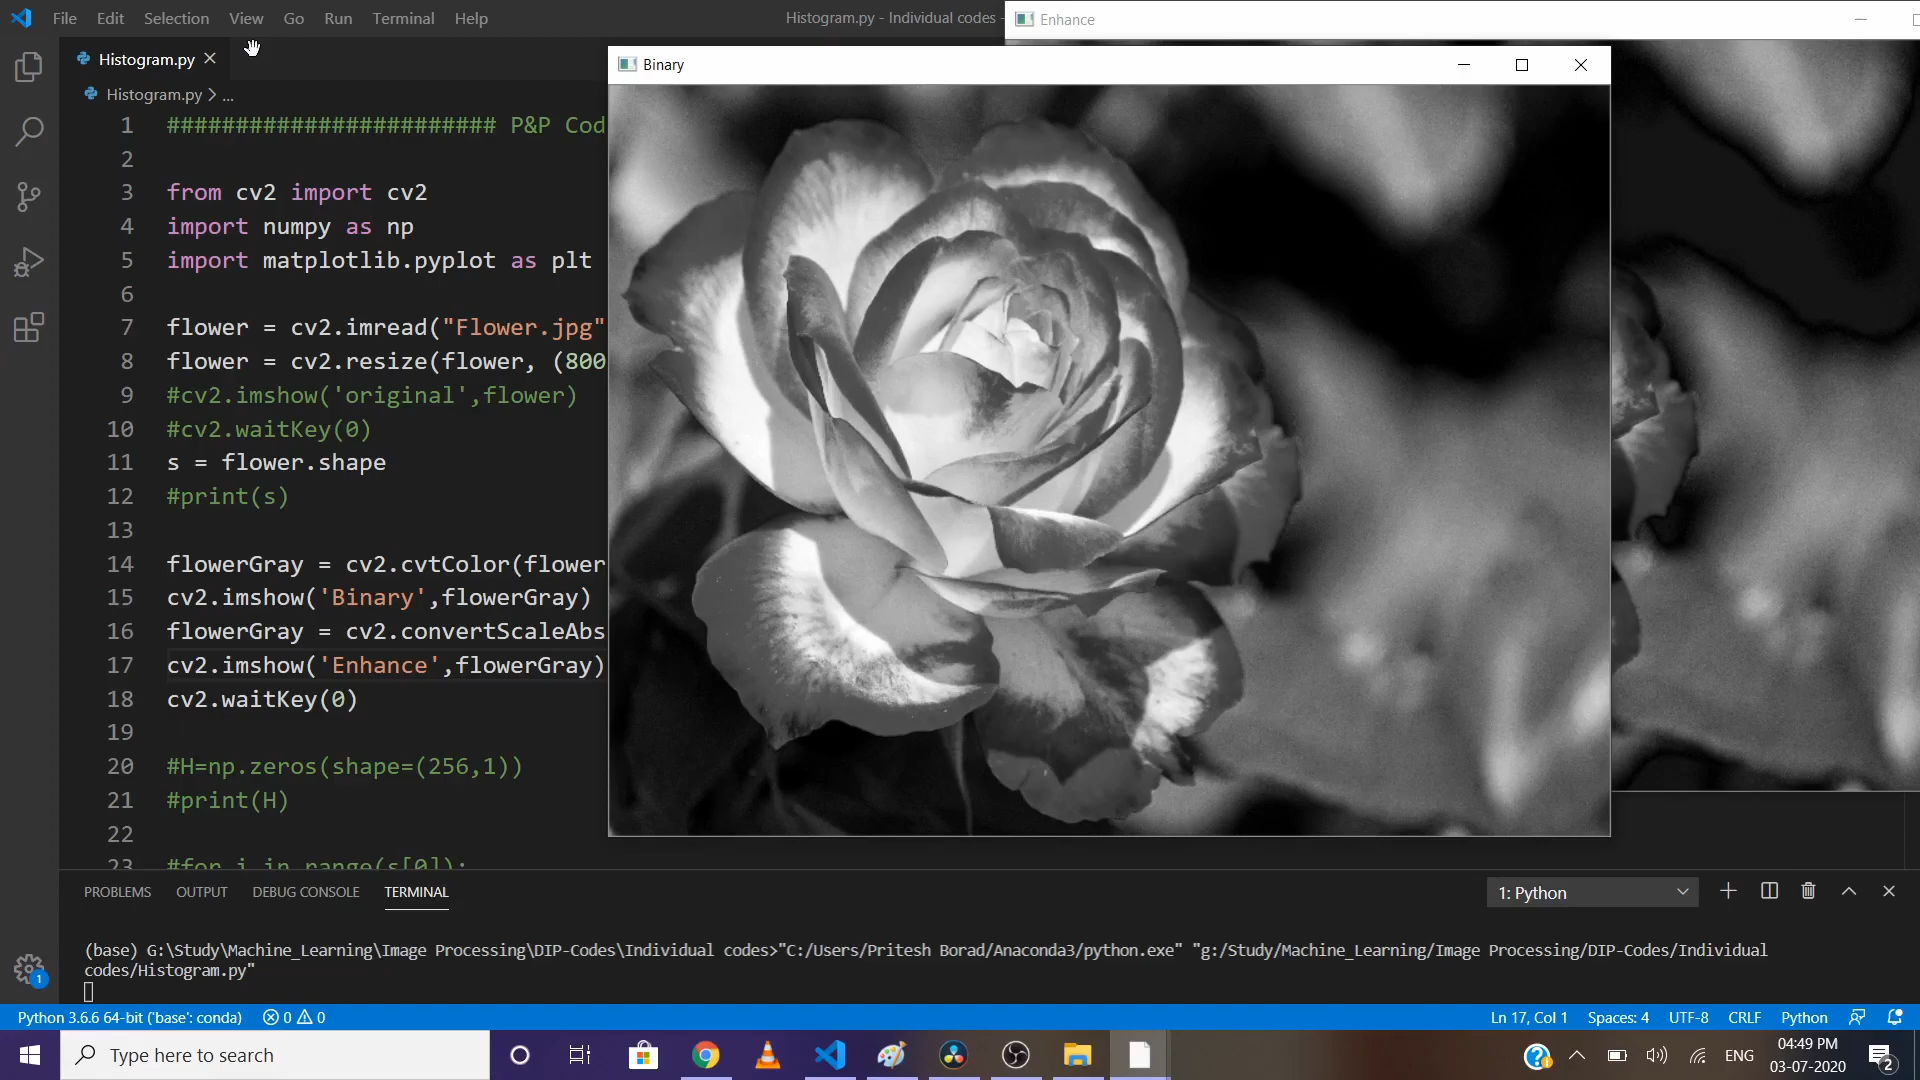 File Edit Selection View Go Run Terminal Help
Histogram.py - Individual codes -
Enhance
Histogram.py
Binary
Histogram.py > ...
1 ######################## P&P Cod
2
3 from cv2 import cv2
4 import numpy as np
5 import matplotlib.pyplot as plt
6
7 flower = cv2.imread("Flower.jpg"
8 flower = cv2.resize(flower, (800
9 #cv2.imshow('original',flower)
10 #cv2.waitKey(0)
11 s = flower.shape
12 #print(s)
13
14 flowerGray = cv2.cvtColor(flower
15 cv2.imshow('Binary',flowerGray)
16 flowerGray = cv2.convertScaleAbs
17 cv2.imshow('Enhance',flowerGray)
18 cv2.waitKey(0)
19
20 #H=np.zeros(shape=(256,1))
21 #print(H)
22
23 #for i in range(s[0]):
PROBLEMS OUTPUT DEBUG CONSOLE TERMINAL
1: Python
(base) G:\Study\Machine_Learning\Image Processing\DIP-Codes\Individual codes>"C:/Users/Pritesh Borad/Anaconda3/python.exe" "g:/Study/Machine_Learning/Image Processing/DIP-Codes/Individual
codes/Histogram.py"
1
Python 3.6.6 64-bit ('base': conda) 0 0
Ln 17, Col 1 Spaces: 4 UTF-8 CRLF Python
Type here to search
ENG
04:49 PM
03-07-2020
2